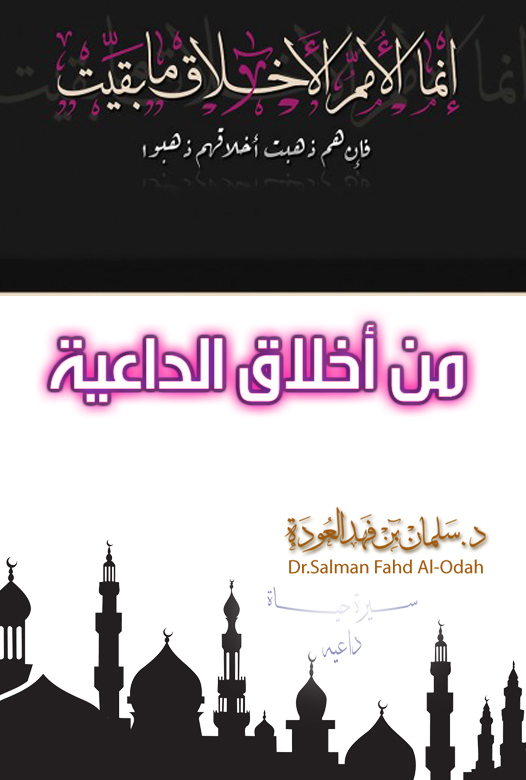 إنما الأمم الأخلاق ما بقيت
فإن هم ذهبت أخلاقهم ذهبوا
من أخلاق الداعية
د.سلمان بن فهد العودة
Dr.Salman Fahd Al-Odah
سيرة حياة
داعيه